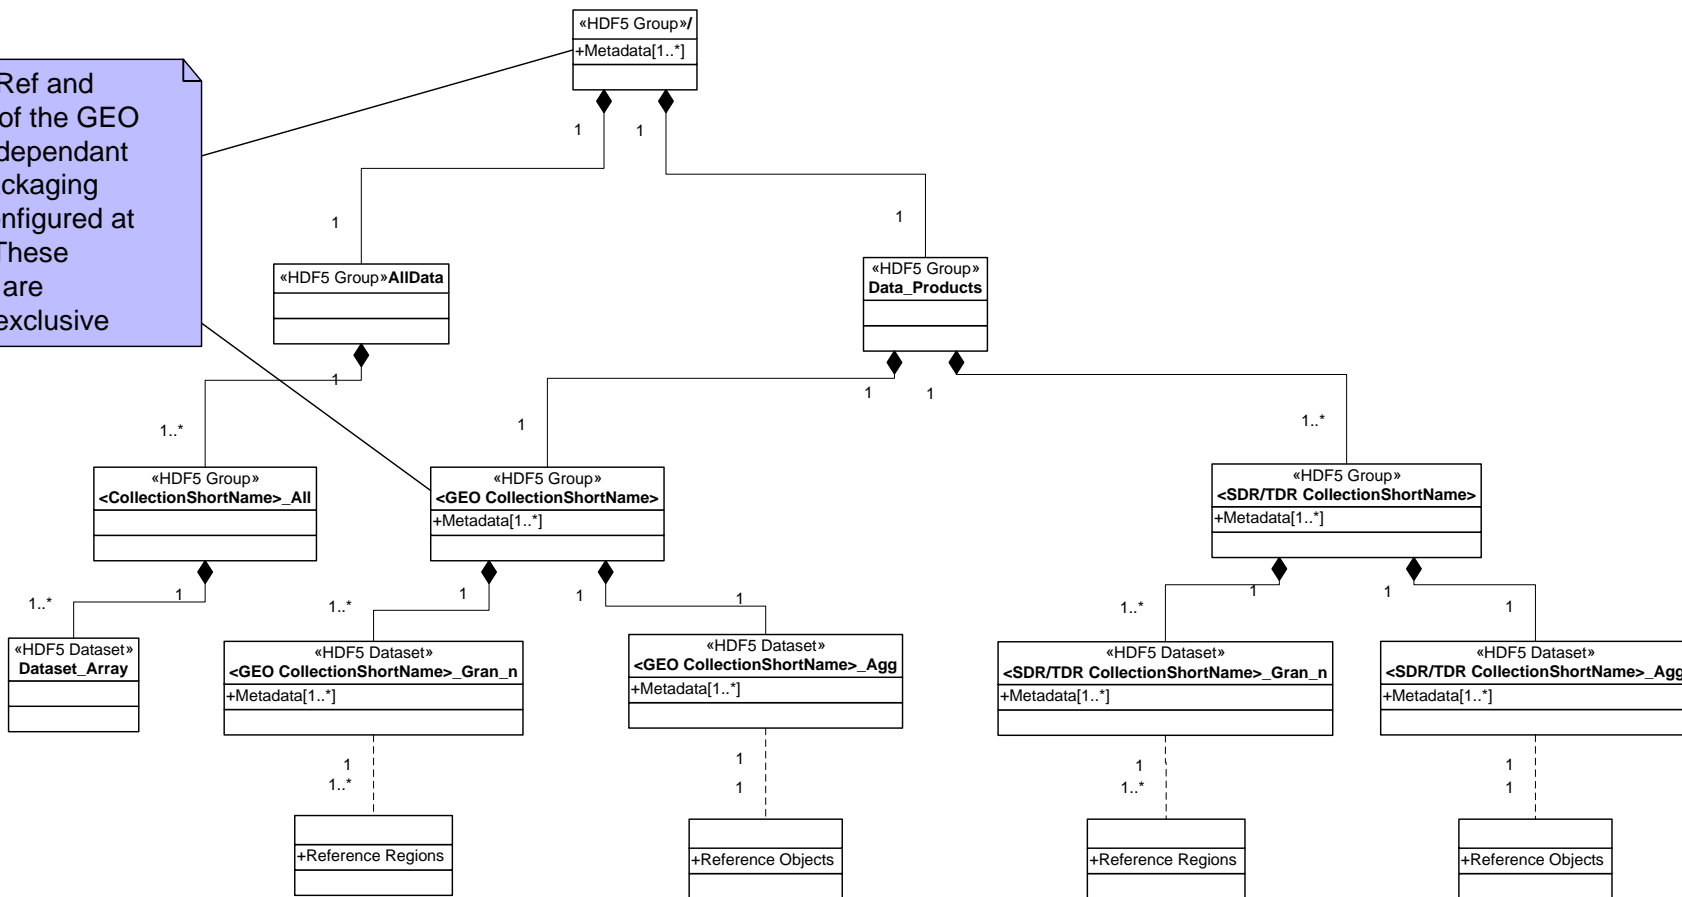 «HDF5 Group»/
+Metadata[1..*]
Ref and
of the GEO
dependant
ckaging
nfigured at
These
are
exclusive
1
1
1
1
«HDF5 Group»AllData
«HDF5 Group»
Data_Products
1
1
1
1..*
1
1..*
«HDF5 Group»
<CollectionShortName>_All
«HDF5 Group»
<GEO CollectionShortName>
+Metadata[1..*]
«HDF5 Group»
<SDR/TDR CollectionShortName>
+Metadata[1..*]
1..*
1
1..*
1
1
1
1..*
1
1
1
«HDF5 Dataset»
Dataset_Array
«HDF5 Dataset»
<GEO CollectionShortName>_Gran_n
+Metadata[1..*]
«HDF5 Dataset»
<GEO CollectionShortName>_Agg
+Metadata[1..*]
«HDF5 Dataset»
<SDR/TDR CollectionShortName>_Gran_n
+Metadata[1..*]
«HDF5 Dataset»
<SDR/TDR CollectionShortName>_Agg
+Metadata[1..*]
1
1..*
1
1
1
1..*
1
1
+Reference Regions
+Reference Objects
+Reference Regions
+Reference Objects